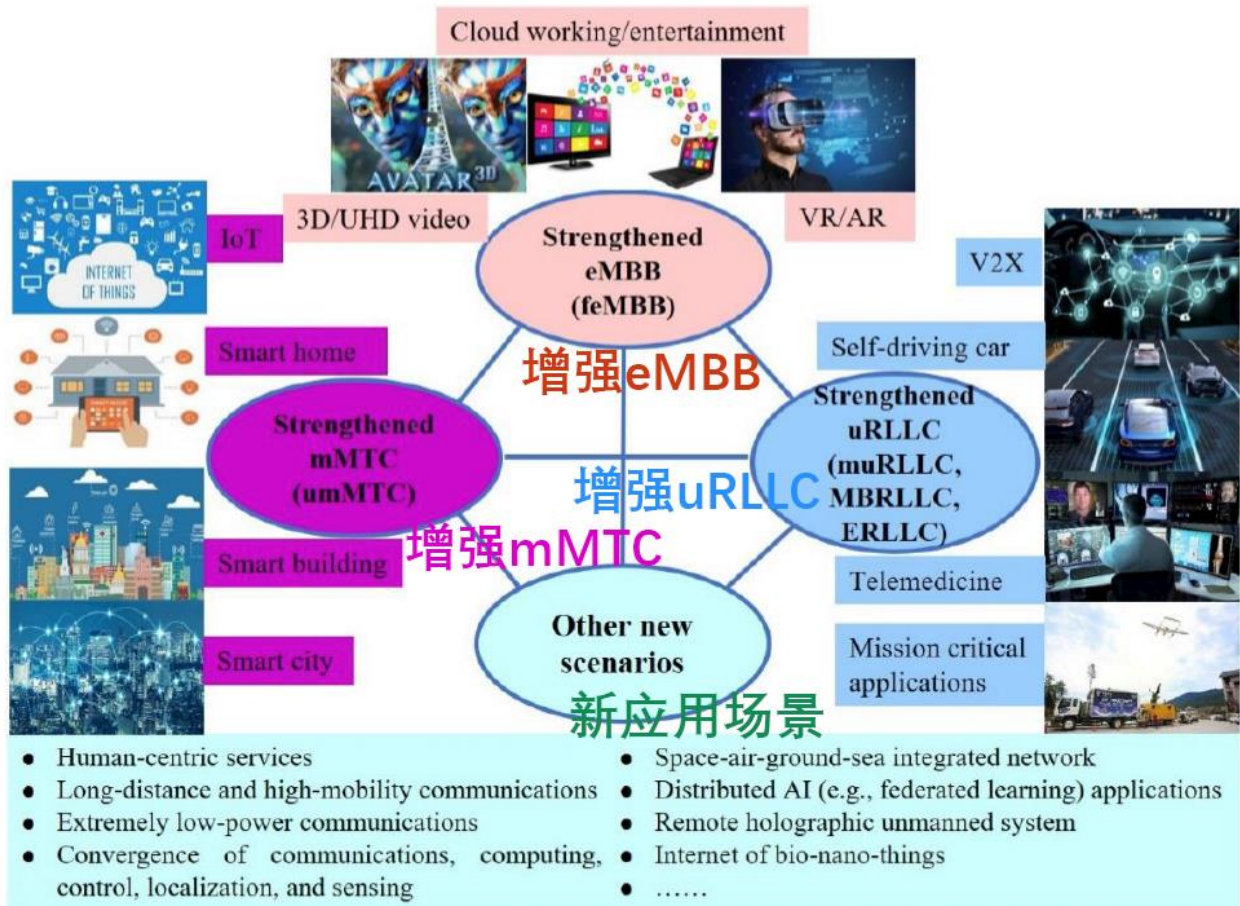 Cloud working/entertainment
AVATAR 3D
3D/UHD video
VR/AR
IoT
INTERNET
OF THINGS
Strengthened
eMBB
(feMBB)
增强eMBB
V2X
Smart home
Self-driving car
Strengthened
mMTC
(umMTC)
Strengthened
uRLLC
(muRLLC,
MBRLLC,
ERLLC)
增强uRLLC
增强mMTC
Smart building
Telemedicine
Smart city
Other new
scenarios
Mission critical
applications
新应用场景
● Human-centric services
● Long-distance and high-mobility communications
● Extremely low-power communications
● Convergence of communications, computing,
control, localization, and sensing
● Space-air-ground-sea integrated network
● Distributed AI (e.g., federated learning) applications
● Remote holographic unmanned system
● Internet of bio-nano-things
● ……